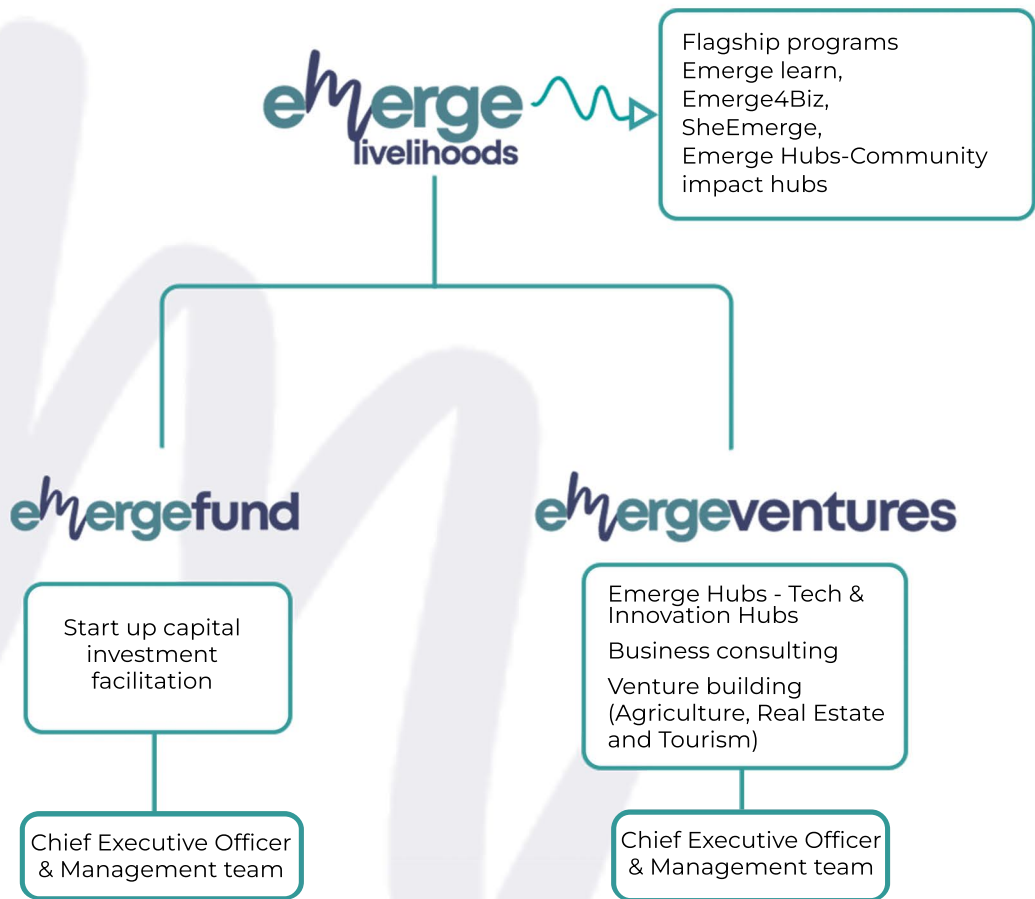 emerge
livelihoods
Flagship programs
Emerge learn,
Emerge4Biz,
SheEmerge,
Emerge Hubs-Community
impact hubs
emergefund
emergeventures
Start up capital
investment
facilitation
Emerge Hubs - Tech &
Innovation Hubs
Business consulting
Venture building
(Agriculture, Real Estate
and Tourism)
Chief Executive Officer
& Management team
Chief Executive Officer
& Management team